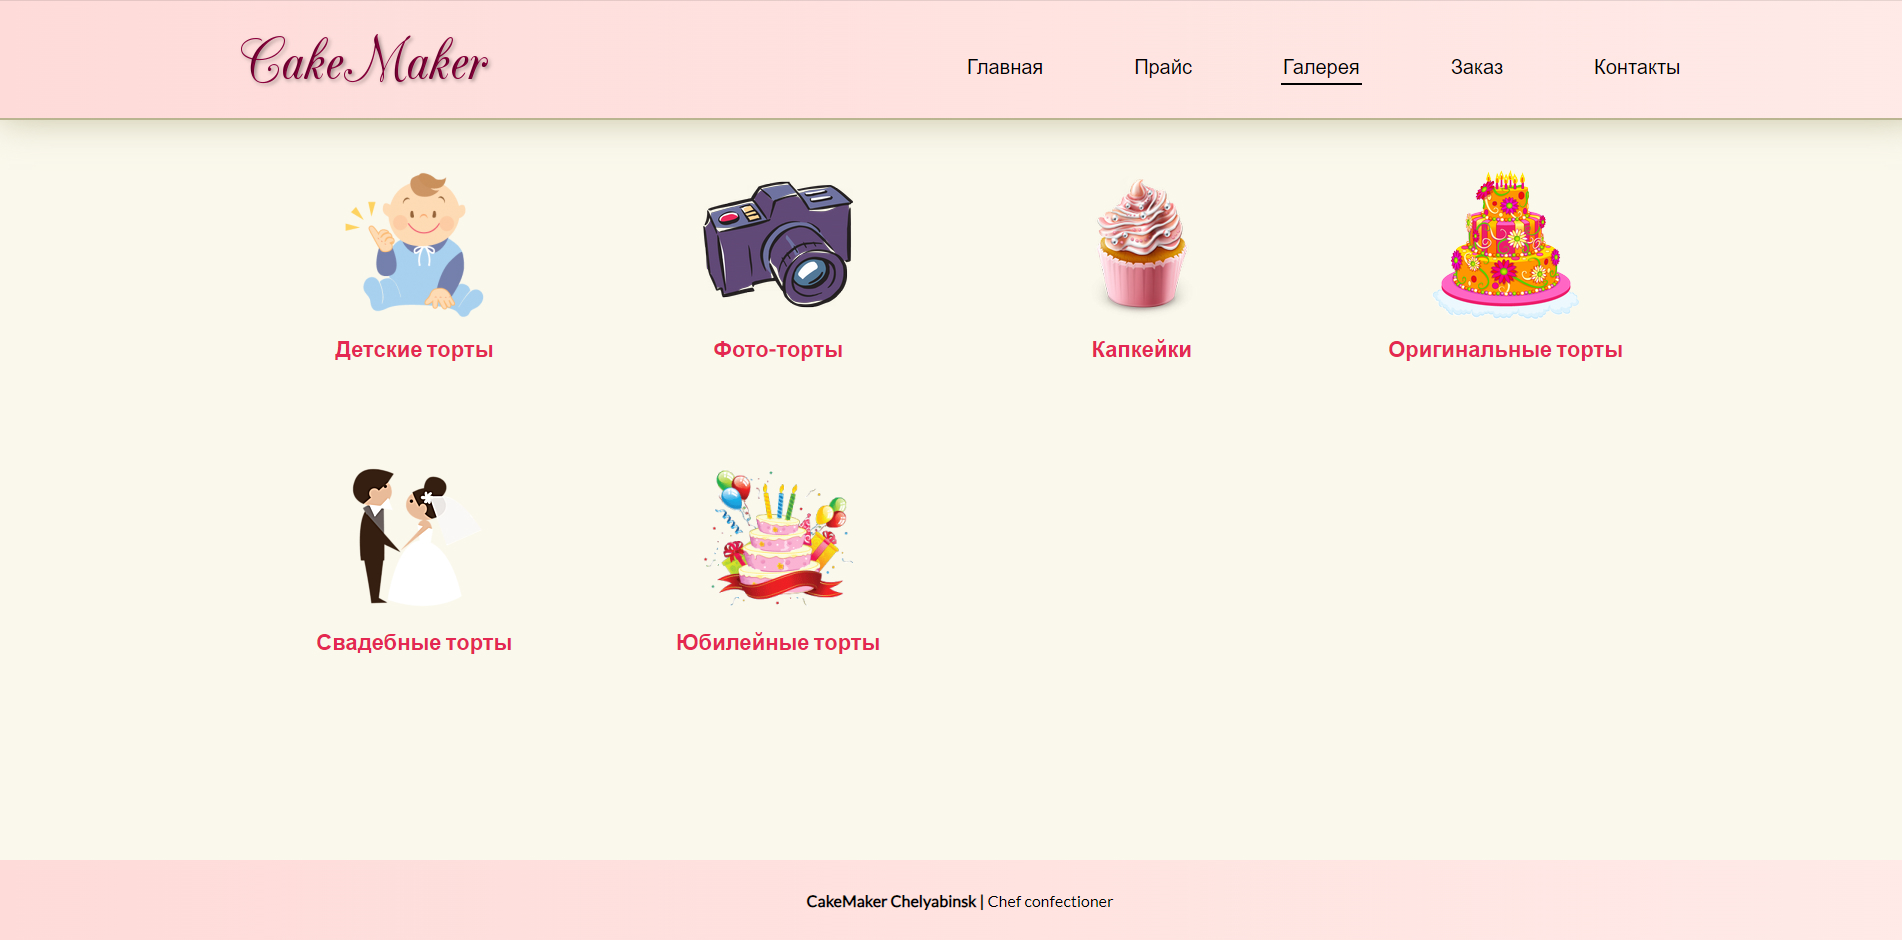 CakeMaker
Главная Прайс Галерея Заказ Контакты
Детские торты
Фото-торты
Капкейки
Оригинальные торты
Свадебные торты
Юбилейные торты
CakeMaker Chelyabinsk | Chef confectioner